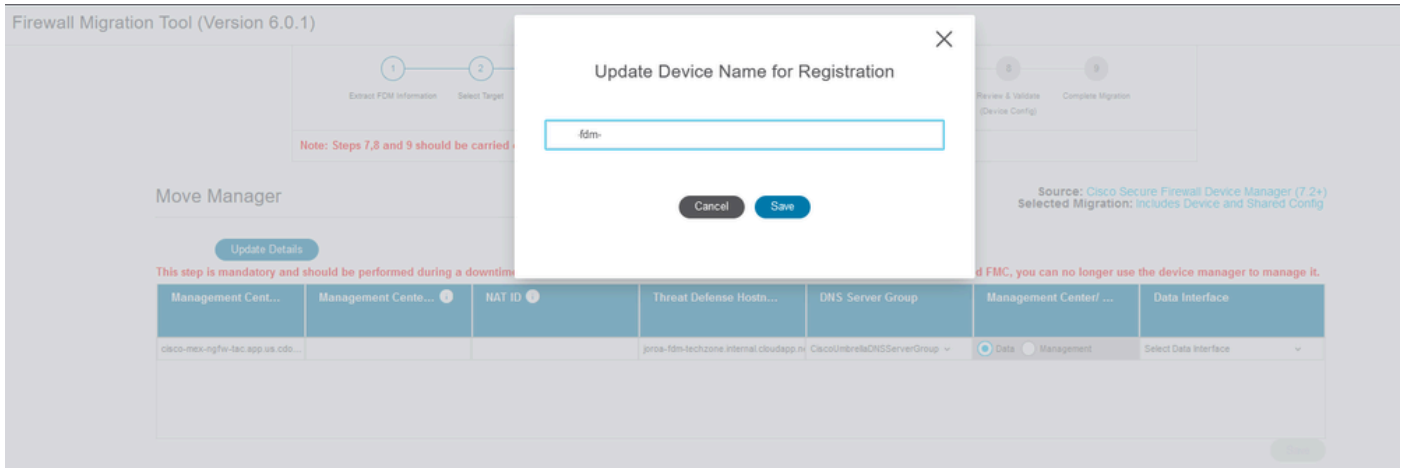 Firewall Migration Tool (Version 6.0.1)
Update Device Name for Registration
-fdm-
Cancel
Save
1
2
8
9
Extract FDM Information
Select Target
Review & Validate
(Device Config)
Complete Migration
Note: Steps 7,8 and 9 should be carried
Move Manager
Source: Cisco Secure Firewall Device Manager (7.2+)
Selected Migration: Includes Device and Shared Config
Update Details
This step is mandatory and should be performed during a downtim
d FMC, you can no longer use the device manager to manage it.
Management Cent...
Management Cente...
NAT ID
Threat Defense Hostn...
DNS Server Group
Management Center/ ...
Data Interface
cisco-mex-ngfw-tac.app.us.cdo...
joroa-fdm-techzone.internal.cloudapp.n
CiscoUmbrellaDNSServerGroup
Data
Management
Select Data Interface